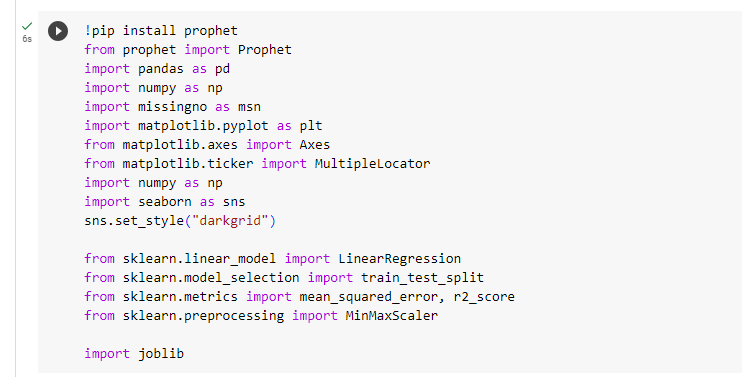 6s
!pip install prophet
from prophet import Prophet
import pandas as pd
import numpy as np
import missingno as msn
import matplotlib.pyplot as plt
from matplotlib.axes import Axes
from matplotlib.ticker import MultipleLocator
import numpy as np
import seaborn as sns
sns.set_style("darkgrid")
from sklearn.linear_model import LinearRegression
from sklearn.model_selection import train_test_split
from sklearn.metrics import mean_squared_error, r2_score
from sklearn.preprocessing import MinMaxScaler
import joblib